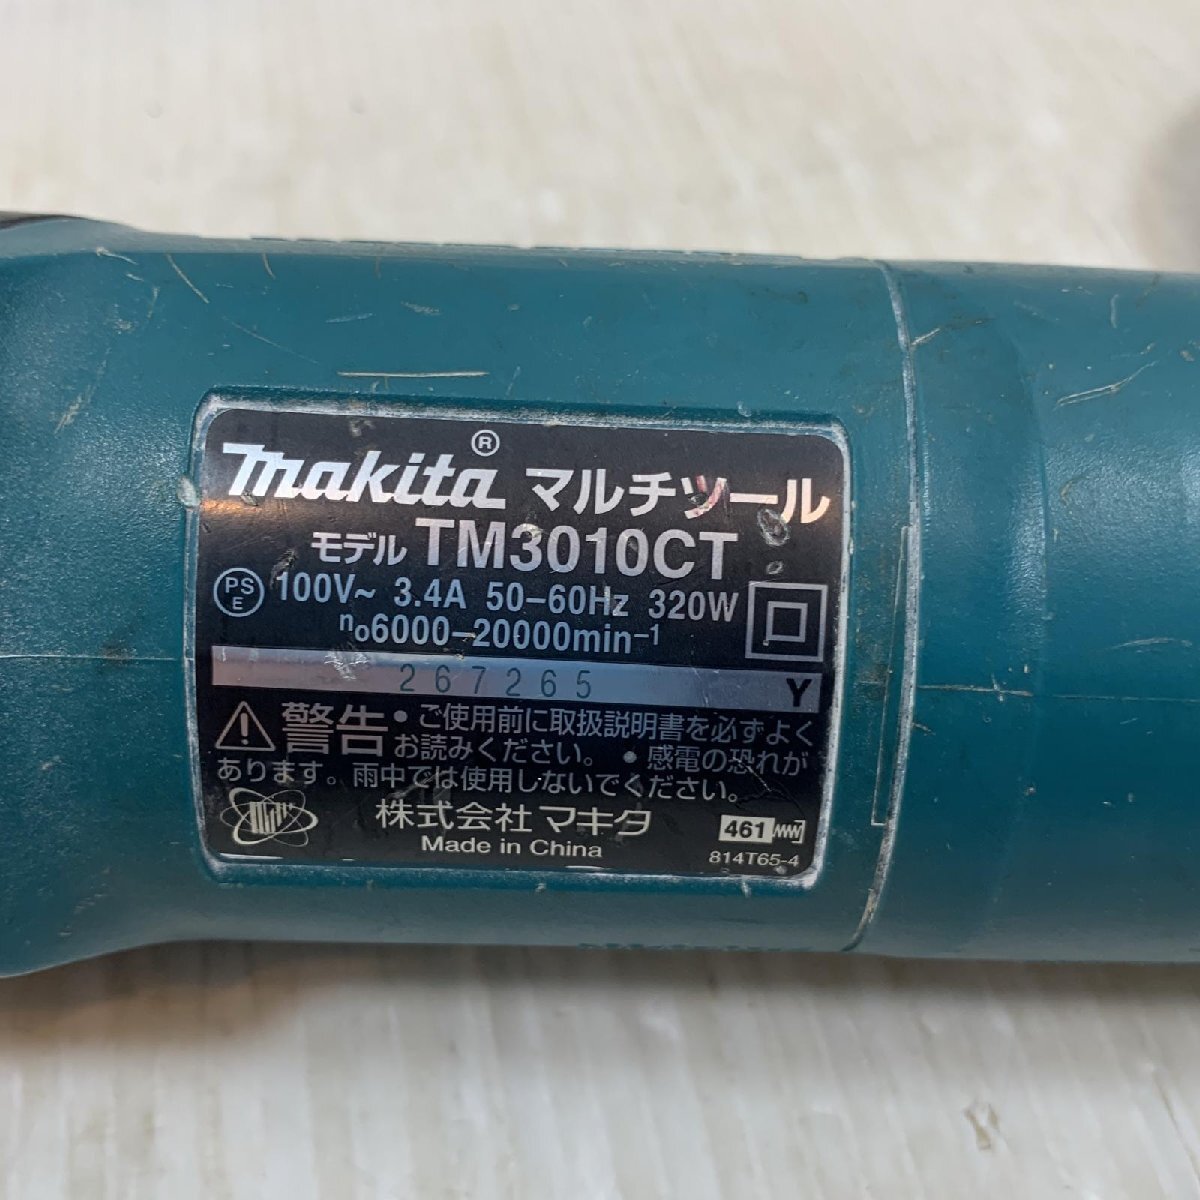 makita® マルチツール
モデル TM3010CT
PSE 100V~ 3.4A 50-60Hz 320W
n₀6000-20000min⁻¹
267265 Y
警告 • ご使用前に取扱説明書を必ずよく
お読みください。 • 感電の恐れが
あります。雨中では使用しないでください。
株式会社 マキタ 461
Made in China 814T65-4